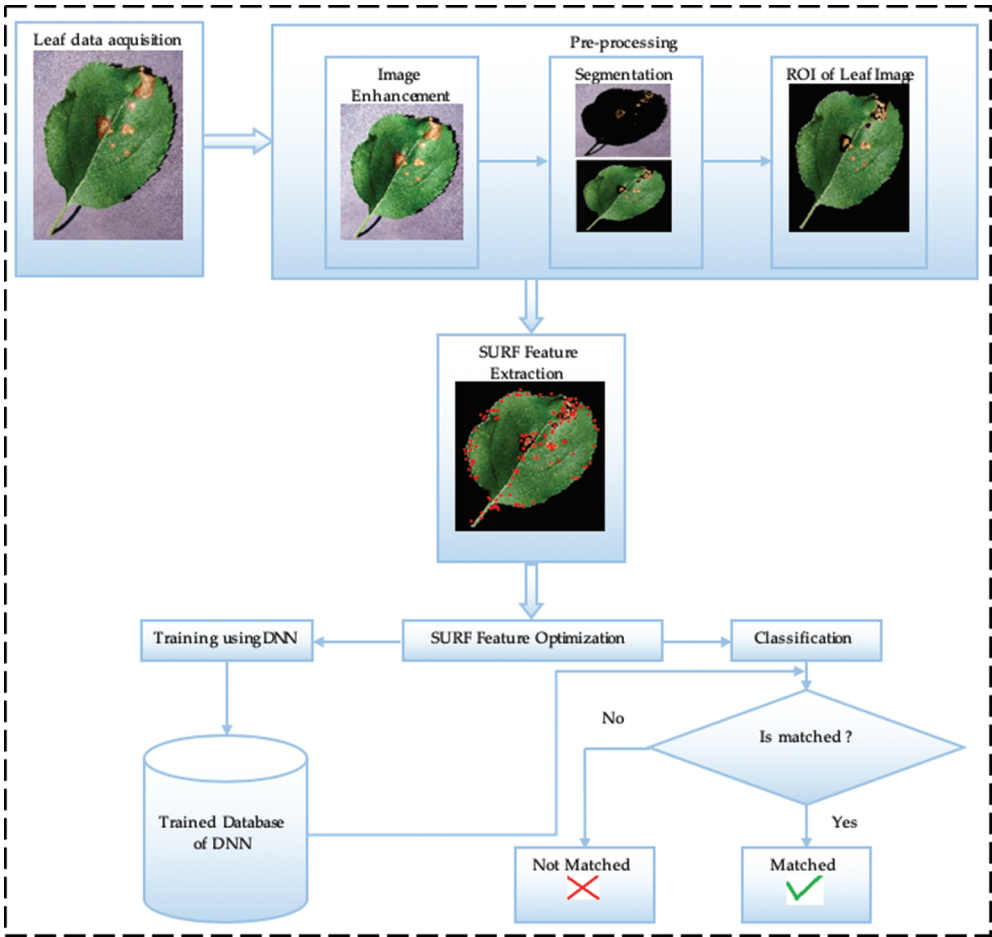 Leaf data acquisition
Pre-processing
Image
Enhancement
Segmentation
ROI of Leaf Image
SURF Feature
Extraction
Training using DNN
SURF Feature Optimization
Classification
No
Is matched ?
Trained Database
of DNN
Yes
Not Matched
Matched